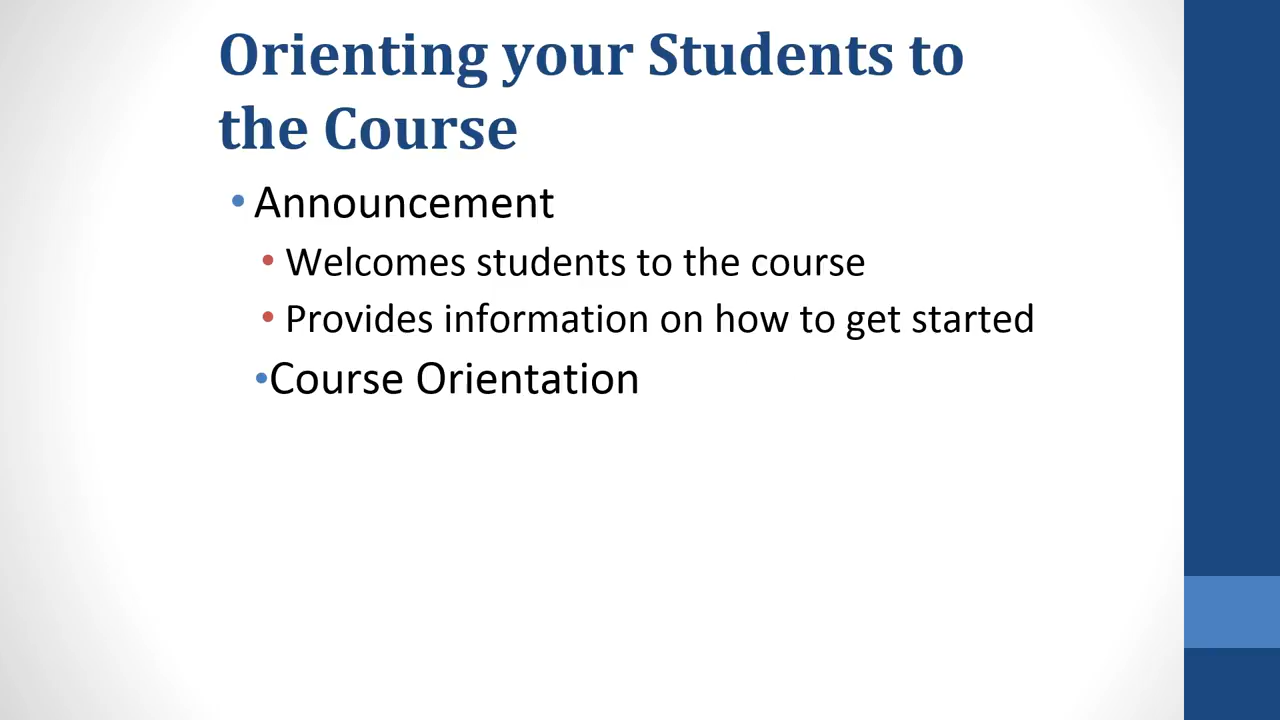 Orienting your Students to
the Course
• Announcement
• Welcomes students to the course
• Provides information on how to get started
•Course Orientation